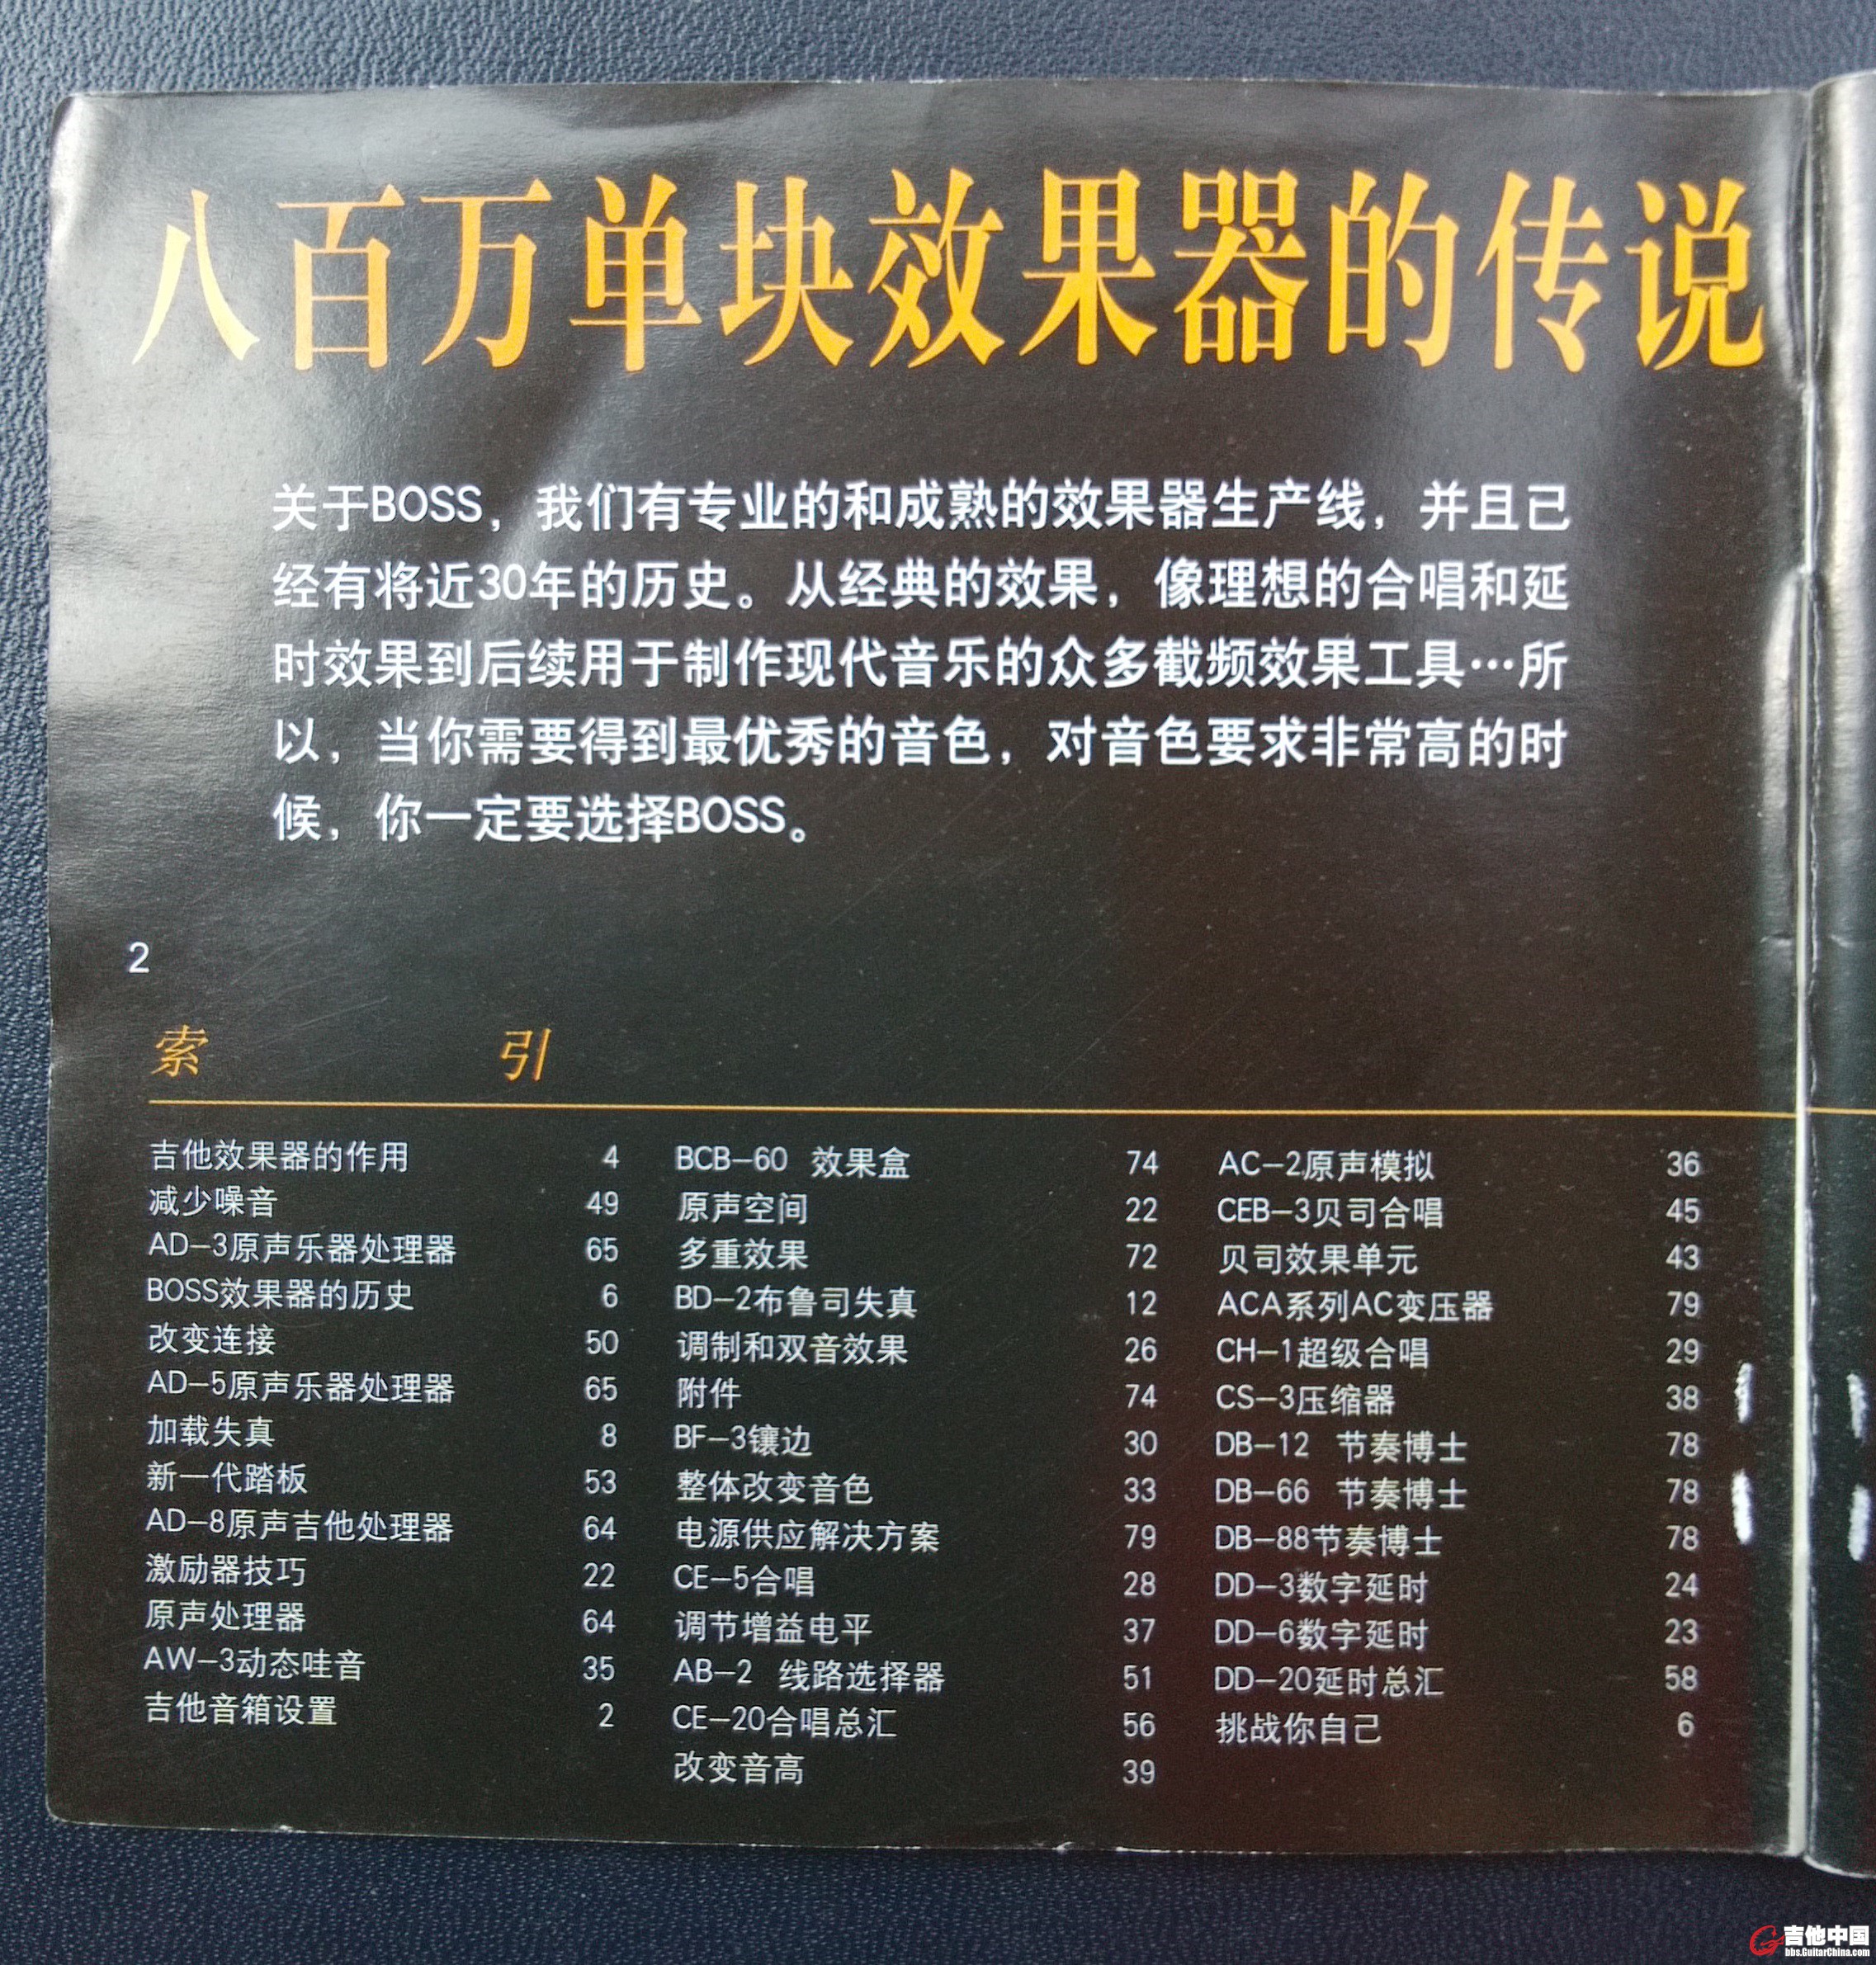 八百万单块效果器的传说
关于BOSS，我们有专业的和成熟的效果器生产线，并且已
经有将近30年的历史。从经典的效果，像理想的合唱和延
时效果到后续用于制作现代音乐的众多截频效果工具…所
以，当你需要得到最优秀的音色，对音色要求非常高的时
候，你一定要选择BOSS。
2
索 引
吉他效果器的作用 4
减少噪音 49
AD-3原声乐器处理器 65
BOSS效果器的历史 6
改变连接 50
AD-5原声乐器处理器 65
加载失真 8
新一代踏板 53
AD-8原声吉他处理器 64
激励器技巧 22
原声处理器 64
AW-3动态哇音 35
吉他音箱设置 2
BCB-60 效果盒 74
原声空间 22
多重效果 72
BD-2布鲁司失真 12
调制和双音效果 26
附件 74
BF-3镶边 30
整体改变音色 33
电源供应解决方案 79
CE-5合唱 28
调节增益电平 37
AB-2 线路选择器 51
CE-20合唱总汇 56
改变音高 39
AC-2原声模拟 36
CEB-3贝司合唱 45
贝司效果单元 43
ACA系列AC变压器 79
CH-1超级合唱 29
CS-3压缩器 38
DB-12 节奏博士 78
DB-66 节奏博士 78
DB-88节奏博士 78
DD-3数字延时 24
DD-6数字延时 23
DD-20延时总汇 58
挑战你自己 6
吉他中国
bbs.GuitarChina.com